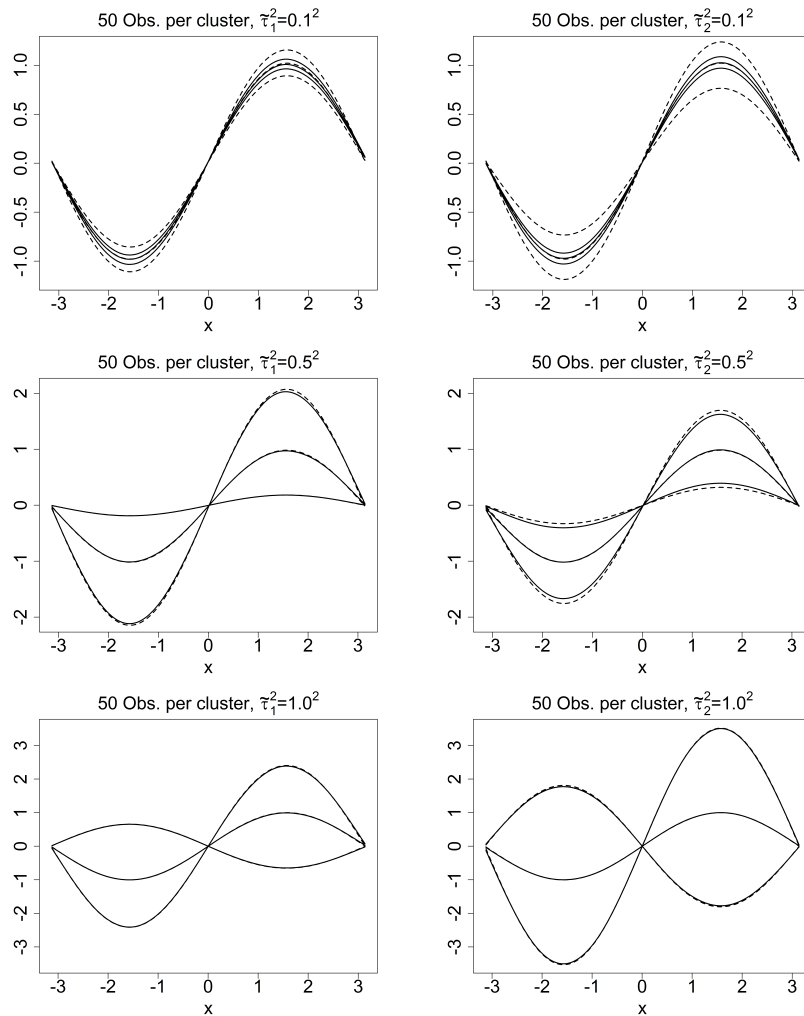 50 Obs. per cluster, τ̃₁²=0.1²
1.0
0.5
0.0
-0.5
-1.0
-3 -2 -1 0 1 2 3
x
50 Obs. per cluster, τ̃₂²=0.1²
1.0
0.5
0.0
-0.5
-1.0
-3 -2 -1 0 1 2 3
x
50 Obs. per cluster, τ̃₁²=0.5²
2
1
0
-1
-2
-3 -2 -1 0 1 2 3
x
50 Obs. per cluster, τ̃₂²=0.5²
2
1
0
-1
-2
-3 -2 -1 0 1 2 3
x
50 Obs. per cluster, τ̃₁²=1.0²
3
2
1
0
-1
-2
-3
-3 -2 -1 0 1 2 3
x
50 Obs. per cluster, τ̃₂²=1.0²
3
2
1
0
-1
-2
-3
-3 -2 -1 0 1 2 3
x